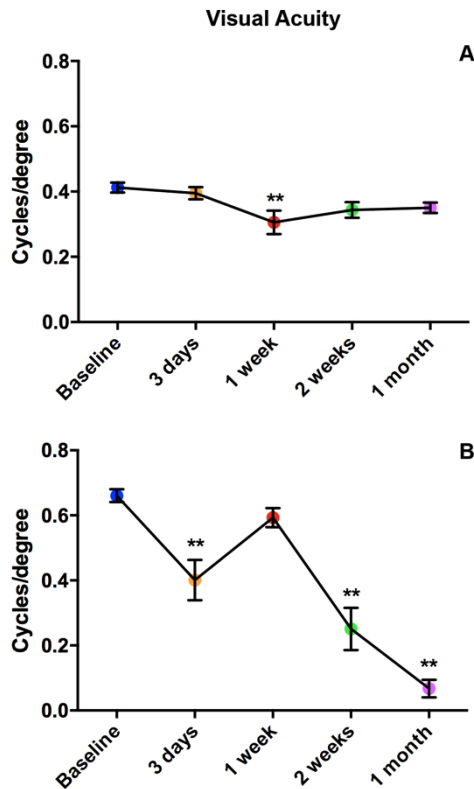 Visual Acuity
A
Cycles/degree
0.8
0.6
0.4
0.2
0.0
**
Baseline
3 days
1 week
2 weeks
1 month
B
Cycles/degree
0.8
0.6
0.4
0.2
0.0
**
**
**
Baseline
3 days
1 week
2 weeks
1 month